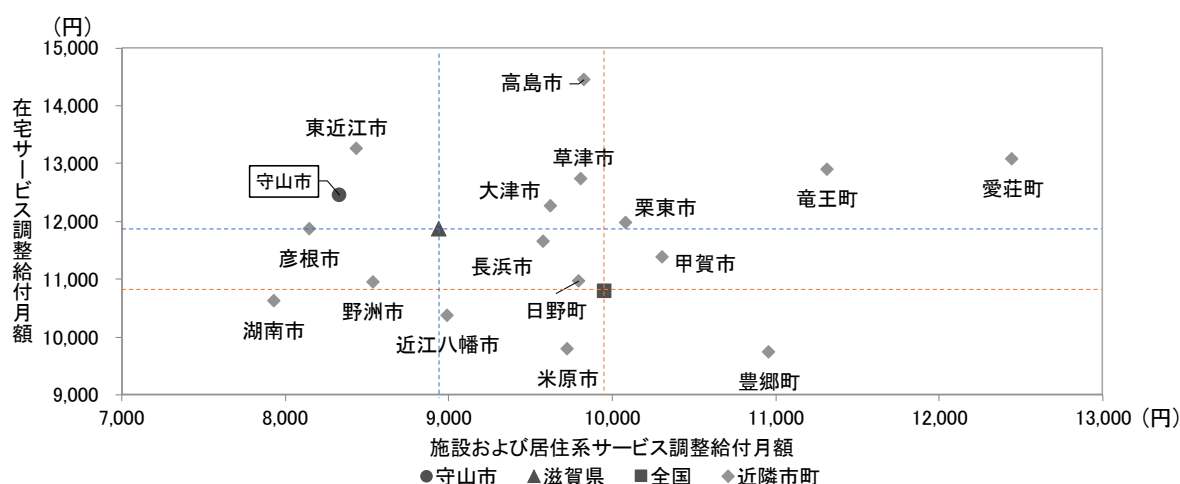 （円）
15,000
14,000
13,000
12,000
11,000
10,000
9,000
在宅サービス調整給付月額
高島市
東近江市
草津市
守山市
大津市
竜王町
愛荘町
栗東市
彦根市
長浜市
甲賀市
湖南市
野洲市
日野町
近江八幡市
米原市
豊郷町
7,000 8,000 9,000 10,000 11,000 12,000 13,000（円）
施設および居住系サービス調整給付月額
●守山市 ▲滋賀県 ■全国 ◆近隣市町